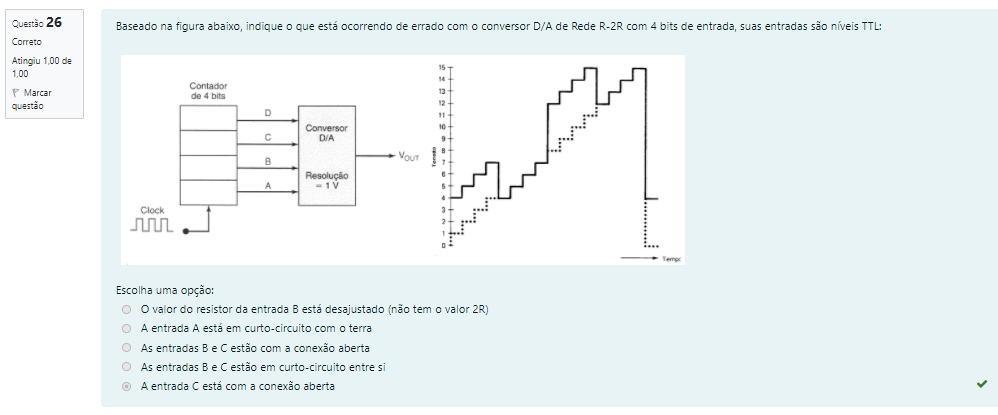 Questão 26
Correto
Atingiu 1,00 de
1,00
Marcar
questão
Baseado na figura abaixo, indique o que está ocorrendo de errado com o conversor D/A de Rede R-2R com 4 bits de entrada, suas entradas são níveis TTL:
Contador
de 4 bits
D
C
B
A
Conversor
D/A
Resolução
= 1 V
VOUT
Clock
Tensão
15
14
13
12
11
10
9
8
7
6
5
4
3
2
1
0
Tempo
Escolha uma opção:
O valor do resistor da entrada B está desajustado (não tem o valor 2R)
A entrada A está em curto-circuito com o terra
As entradas B e C estão com a conexão aberta
As entradas B e C estão em curto-circuito entre si
A entrada C está com a conexão aberta